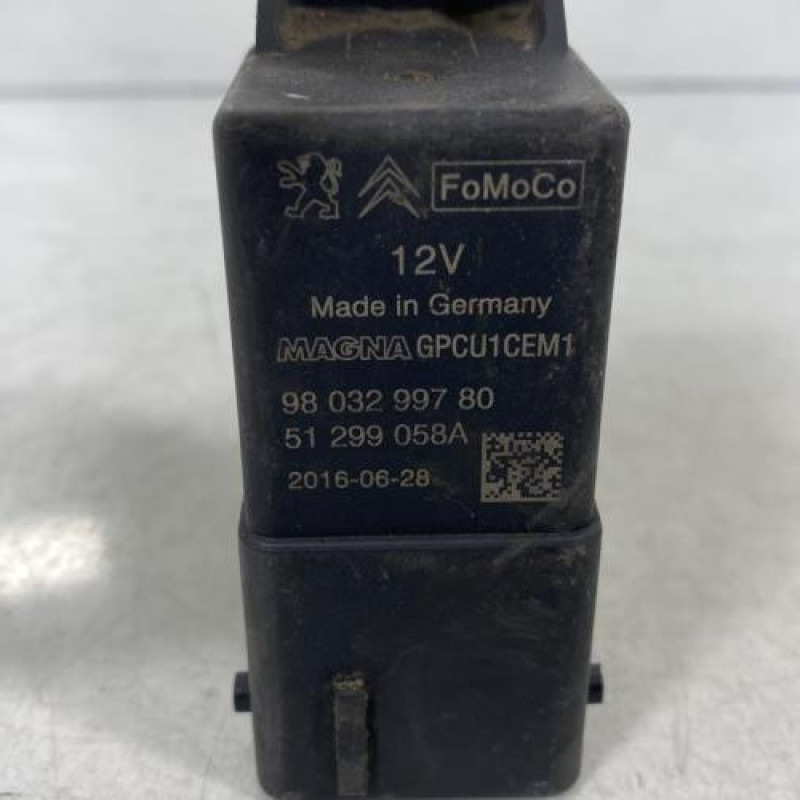 FoMoCo
12V
Made in Germany
MAGNA GPCU1CEM1
98 032 997 80
51 299 058A
2016-06-28